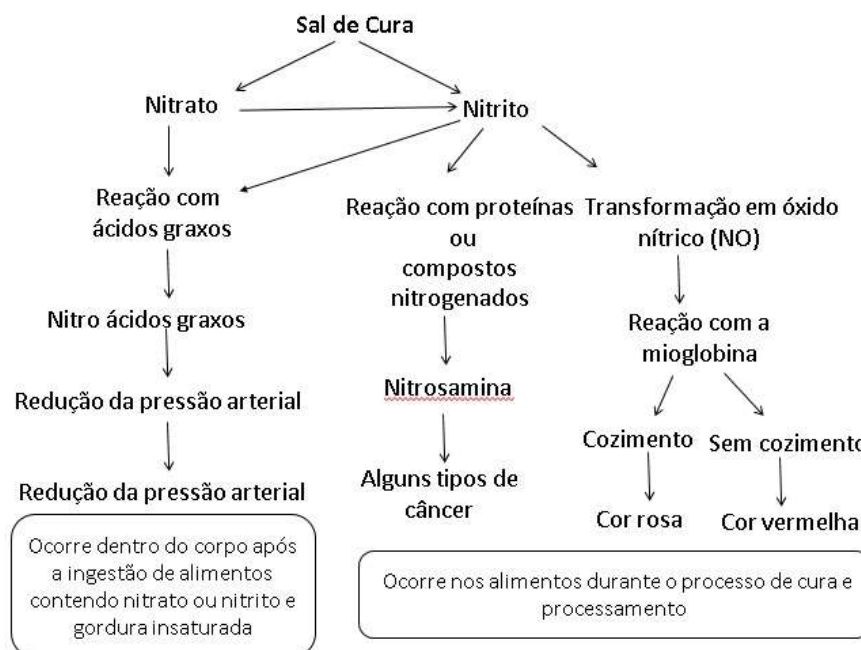 Sal de Cura
Nitrato
Nitrito
Reação com
ácidos graxos
Nitro ácidos graxos
Redução da pressão arterial
Redução da pressão arterial
Ocorre dentro do corpo após
a ingestão de alimentos
contendo nitrato ou nitrito e
gordura insaturada
Reação com proteínas
ou
compostos
nitrogenados
Nitrosamina
Alguns tipos de
câncer
Transformação em óxido
nítrico (NO)
Reação com a
mioglobina
Cozimento
Sem cozimento
Cor rosa
Cor vermelha
Ocorre nos alimentos durante o processo de cura e
processamento